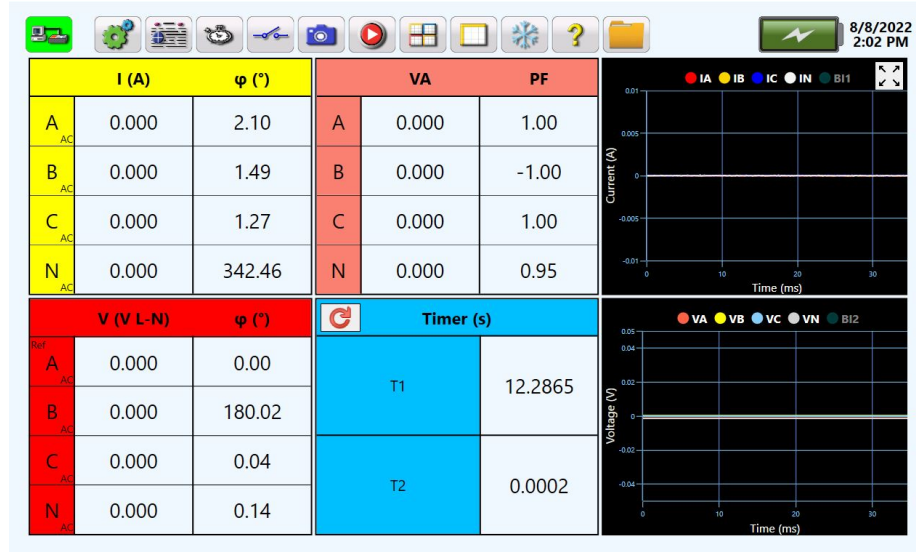 8/8/2022
2:02 PM
I (A) φ (°)
A AC 0.000 2.10
B AC 0.000 1.49
C AC 0.000 1.27
N AC 0.000 342.46
VA PF
A 0.000 1.00
B 0.000 -1.00
C 0.000 1.00
N 0.000 0.95
IA IB IC IN BI1
Current (A)
0.01
0.005
0
-0.005
-0.01
0 10 20 30
Time (ms)
V (V L-N) φ (°)
Ref A AC 0.000 0.00
B AC 0.000 180.02
C AC 0.000 0.04
N AC 0.000 0.14
Timer (s)
T1 12.2865
T2 0.0002
VA VB VC VN BI2
Voltage (V)
0.05
0.04
0.02
0
-0.02
-0.04
0 10 20 30
Time (ms)